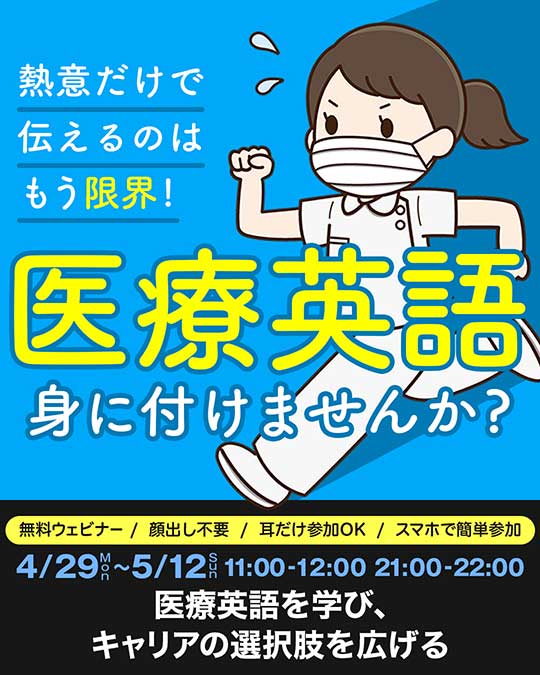 熱意だけで
伝えるのは
もう限界!
医療英語
身に付けませんか?
無料ウェビナー / 顔出し不要 / 耳だけ参加OK / スマホで簡単参加
4/29Mon~5/12Sun 11:00-12:00 21:00-22:00
医療英語を学び、
キャリアの選択肢を広げる